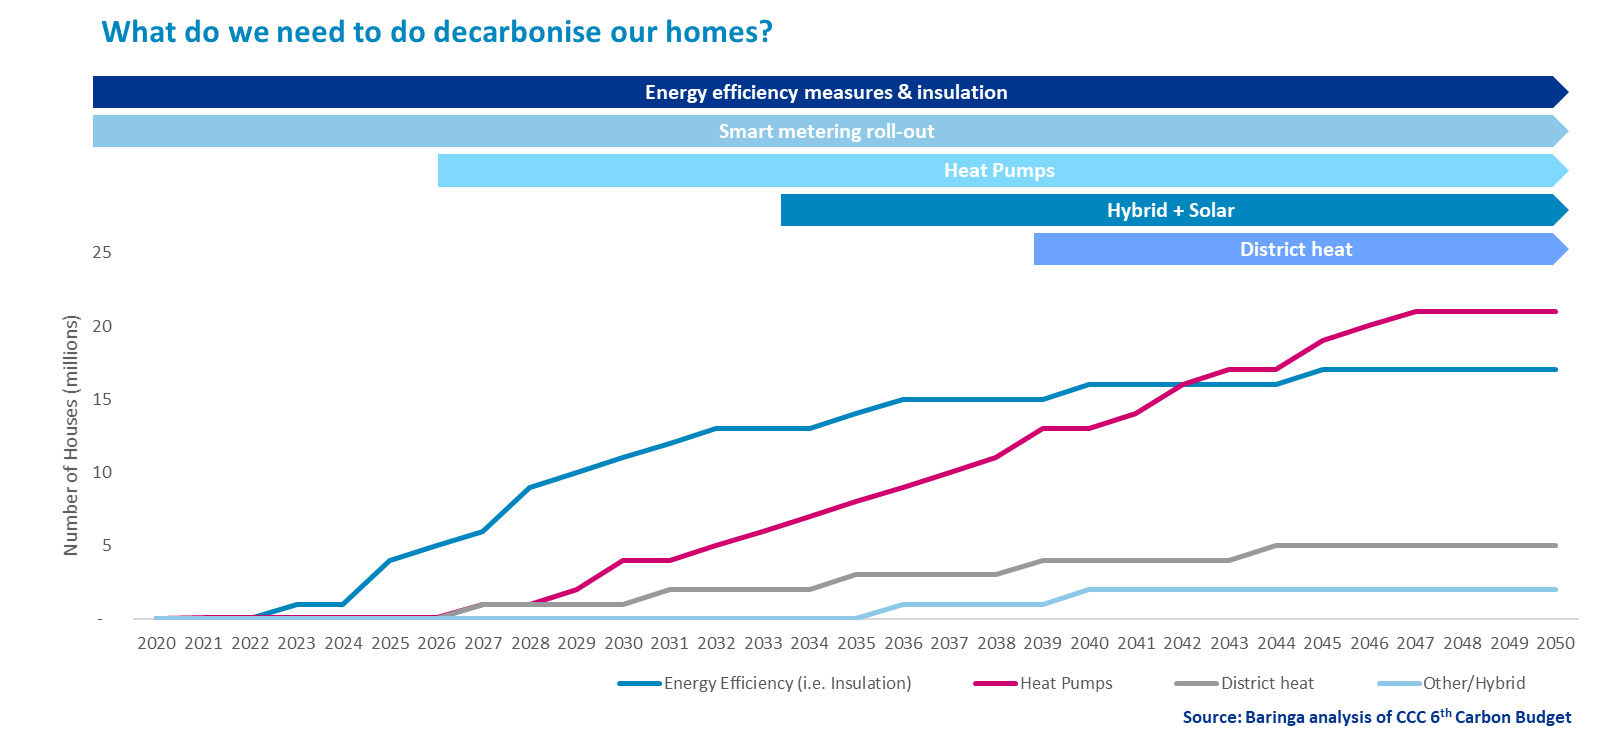 What do we need to do decarbonise our homes?
Energy efficiency measures & insulation
Smart metering roll-out
Heat Pumps
Hybrid + Solar
District heat
Number of Houses (millions)
25
20
15
10
5
-
2020 2021 2022 2023 2024 2025 2026 2027 2028 2029 2030 2031 2032 2033 2034 2035 2036 2037 2038 2039 2040 2041 2042 2043 2044 2045 2046 2047 2048 2049 2050
Energy Efficiency (i.e. Insulation) Heat Pumps District heat Other/Hybrid
Source: Baringa analysis of CCC 6th Carbon Budget